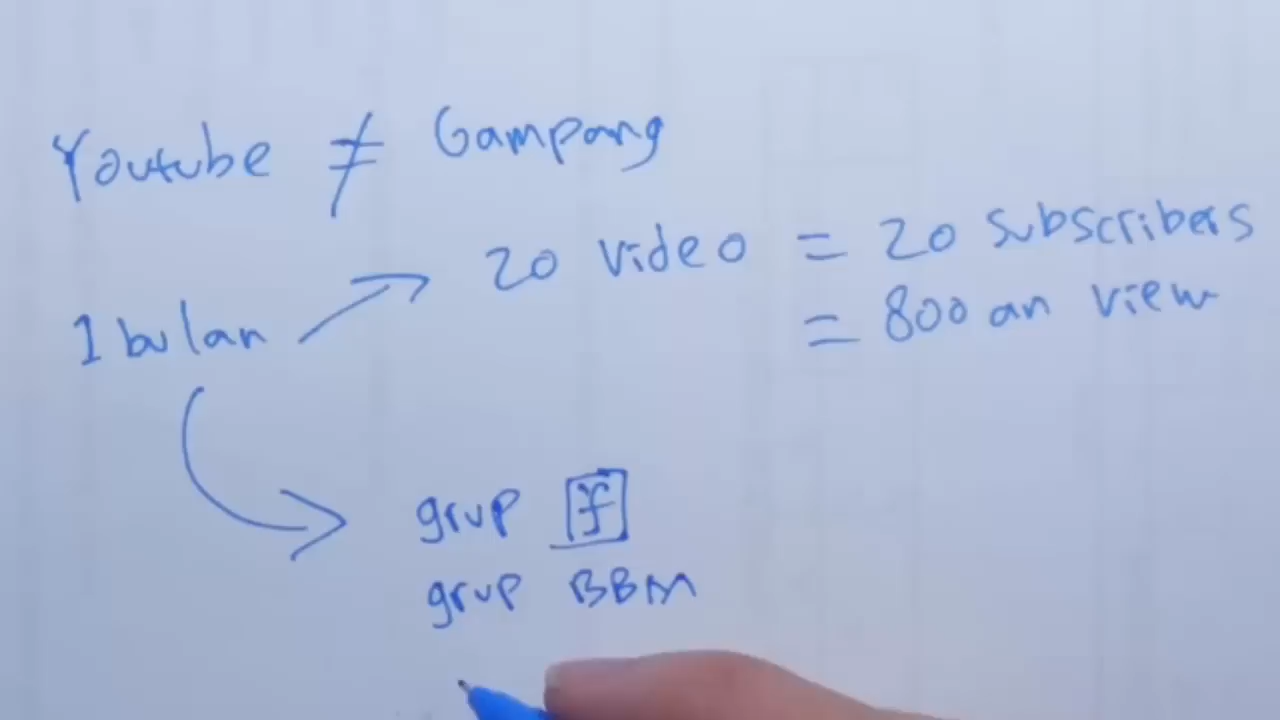 Youtube ≠ Gampang
1 bulan → 20 video = 20 subscribers
= 800 an view
grup f
grup BBM